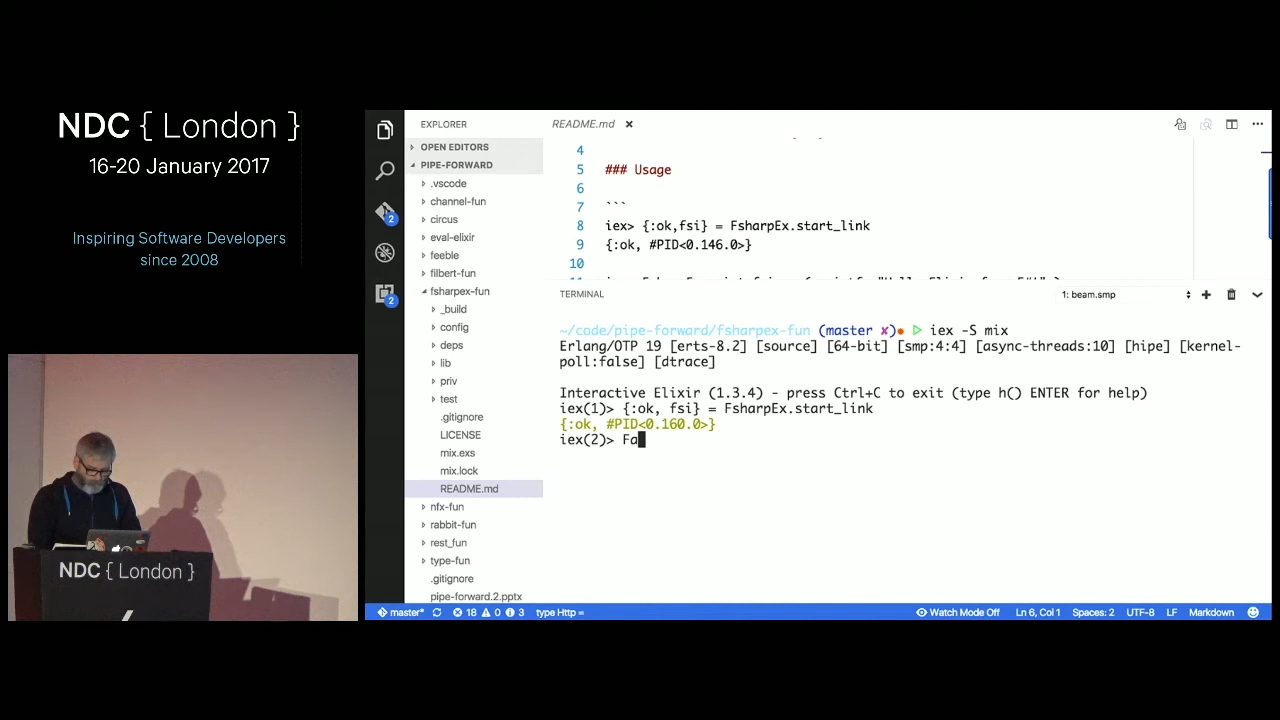 NDC { London }
16-20 January 2017
Inspiring Software Developers
since 2008
NDC { London }
EXPLORER
OPEN EDITORS
PIPE-FORWARD
.vscode
channel-fun
circus
eval-elixir
feeble
filbert-fun
fsharpex-fun
_build
config
deps
lib
priv
test
.gitignore
LICENSE
mix.exs
mix.lock
README.md
nfx-fun
rabbit-fun
rest_fun
type-fun
.gitignore
pipe-forward.2.pptx
2
2
README.md
4
5 ### Usage
6
7 ```
8 iex> {:ok,fsi} = FsharpEx.start_link
9 {:ok, #PID<0.146.0>}
10
TERMINAL
1: beam.smp
~/code/pipe-forward/fsharpex-fun (master ✘)● ▷ iex -S mix
Erlang/OTP 19 [erts-8.2] [source] [64-bit] [smp:4:4] [async-threads:10] [hipe] [kernel-
poll:false] [dtrace]
Interactive Elixir (1.3.4) - press Ctrl+C to exit (type h() ENTER for help)
iex(1)> {:ok, fsi} = FsharpEx.start_link
{:ok, #PID<0.160.0>}
iex(2)> Fa
master* 18 0 3 type Http = Watch Mode Off Ln 6, Col 1 Spaces: 2 UTF-8 LF Markdown